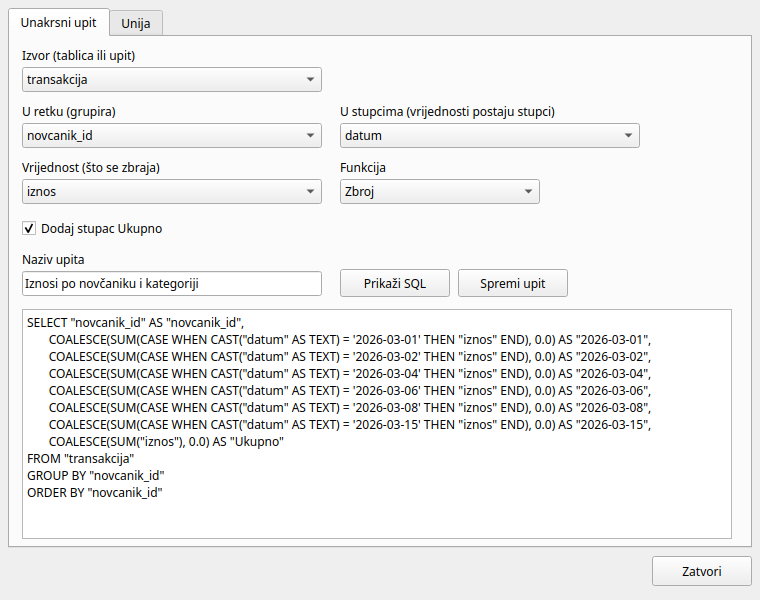 Unakrsni upit
Unija
Izvor (tablica ili upit)
transakcija
U retku (grupira)
U stupcima (vrijednosti postaju stupci)
novcanik_id
datum
Vrijednost (što se zbraja)
Funkcija
iznos
Zbroj
Dodaj stupac Ukupno
Naziv upita
Iznosi po novčaniku i kategoriji
Prikaži SQL
Spremi upit
SELECT "novcanik_id" AS "novcanik_id",
COALESCE(SUM(CASE WHEN CAST("datum" AS TEXT) = '2026-03-01' THEN "iznos" END), 0.0) AS "2026-03-01",
COALESCE(SUM(CASE WHEN CAST("datum" AS TEXT) = '2026-03-02' THEN "iznos" END), 0.0) AS "2026-03-02",
COALESCE(SUM(CASE WHEN CAST("datum" AS TEXT) = '2026-03-04' THEN "iznos" END), 0.0) AS "2026-03-04",
COALESCE(SUM(CASE WHEN CAST("datum" AS TEXT) = '2026-03-06' THEN "iznos" END), 0.0) AS "2026-03-06",
COALESCE(SUM(CASE WHEN CAST("datum" AS TEXT) = '2026-03-08' THEN "iznos" END), 0.0) AS "2026-03-08",
COALESCE(SUM(CASE WHEN CAST("datum" AS TEXT) = '2026-03-15' THEN "iznos" END), 0.0) AS "2026-03-15",
COALESCE(SUM("iznos"), 0.0) AS "Ukupno"
FROM "transakcija"
GROUP BY "novcanik_id"
ORDER BY "novcanik_id"
Zatvori